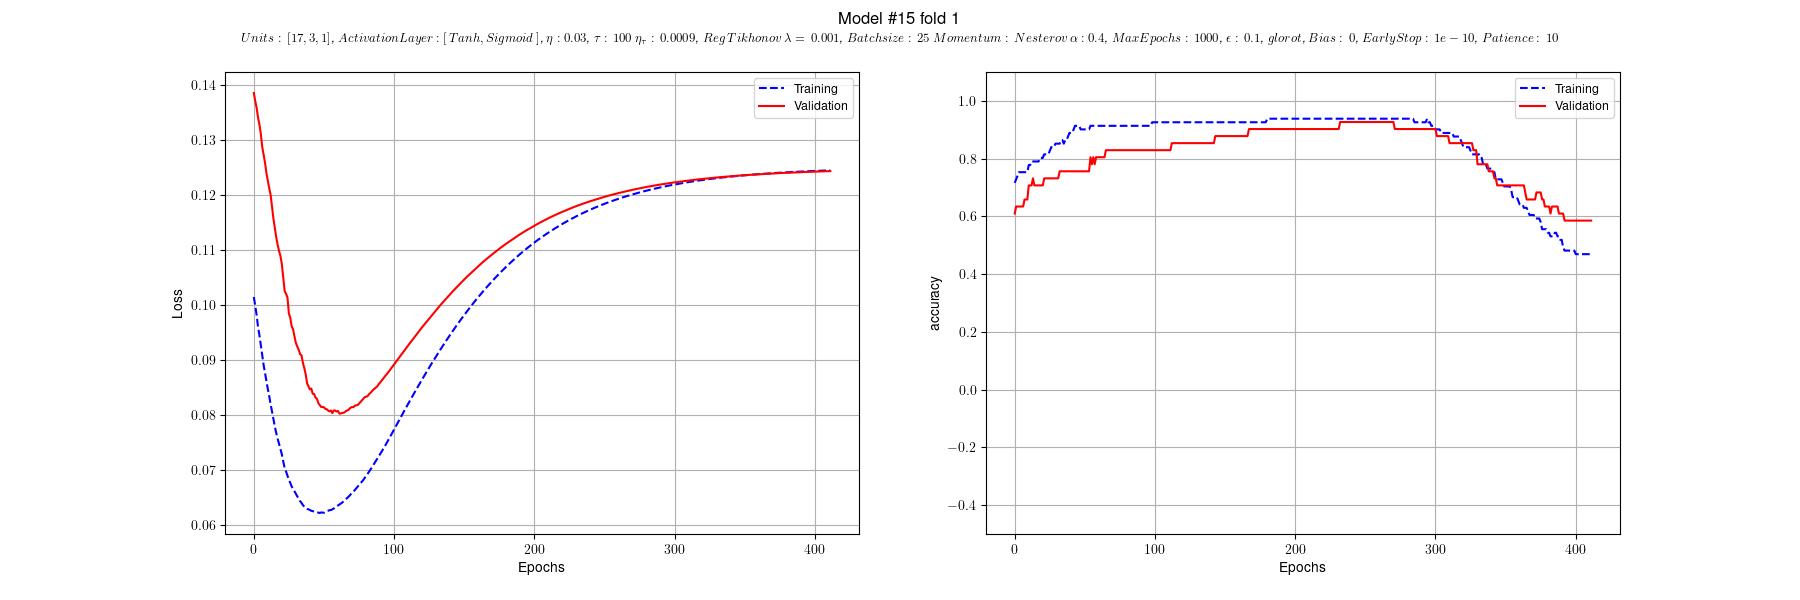 Model #15 fold 1
Units : [17, 3, 1], ActivationLayer : [ Tanh, Sigmoid ], η : 0.03, τ : 100 ητ : 0.0009, RegTikhonov λ = 0.001, Batchsize : 25 Momentum : Nesterov α : 0.4, MaxEpochs : 1000, ϵ : 0.1, glorot, Bias : 0, EarlyStop : 1e − 10, Patience : 10
Training
Validation
0.14
0.13
0.12
0.11
0.10
0.09
0.08
0.07
0.06
Loss
0 100 200 300 400
Epochs
Training
Validation
1.0
0.8
0.6
0.4
0.2
0.0
−0.2
−0.4
accuracy
0 100 200 300 400
Epochs